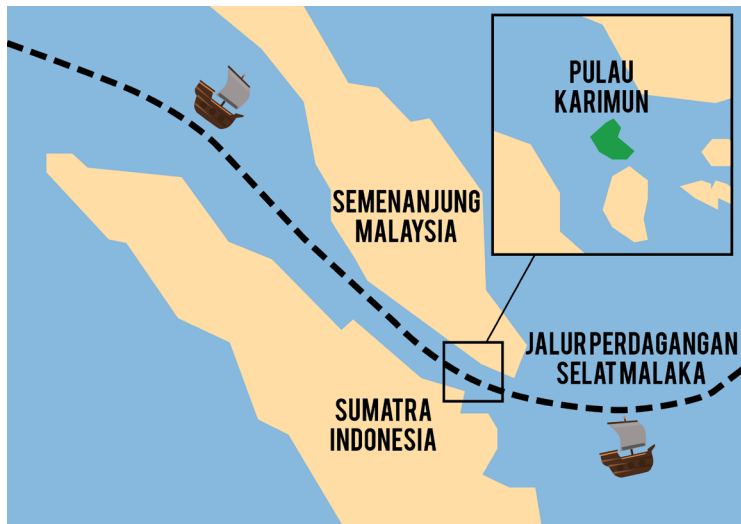 PULAU
KARIMUN
SEMENANJUNG
MALAYSIA
JALUR PERDAGANGAN
SELAT MALAKA
SUMATRA
INDONESIA